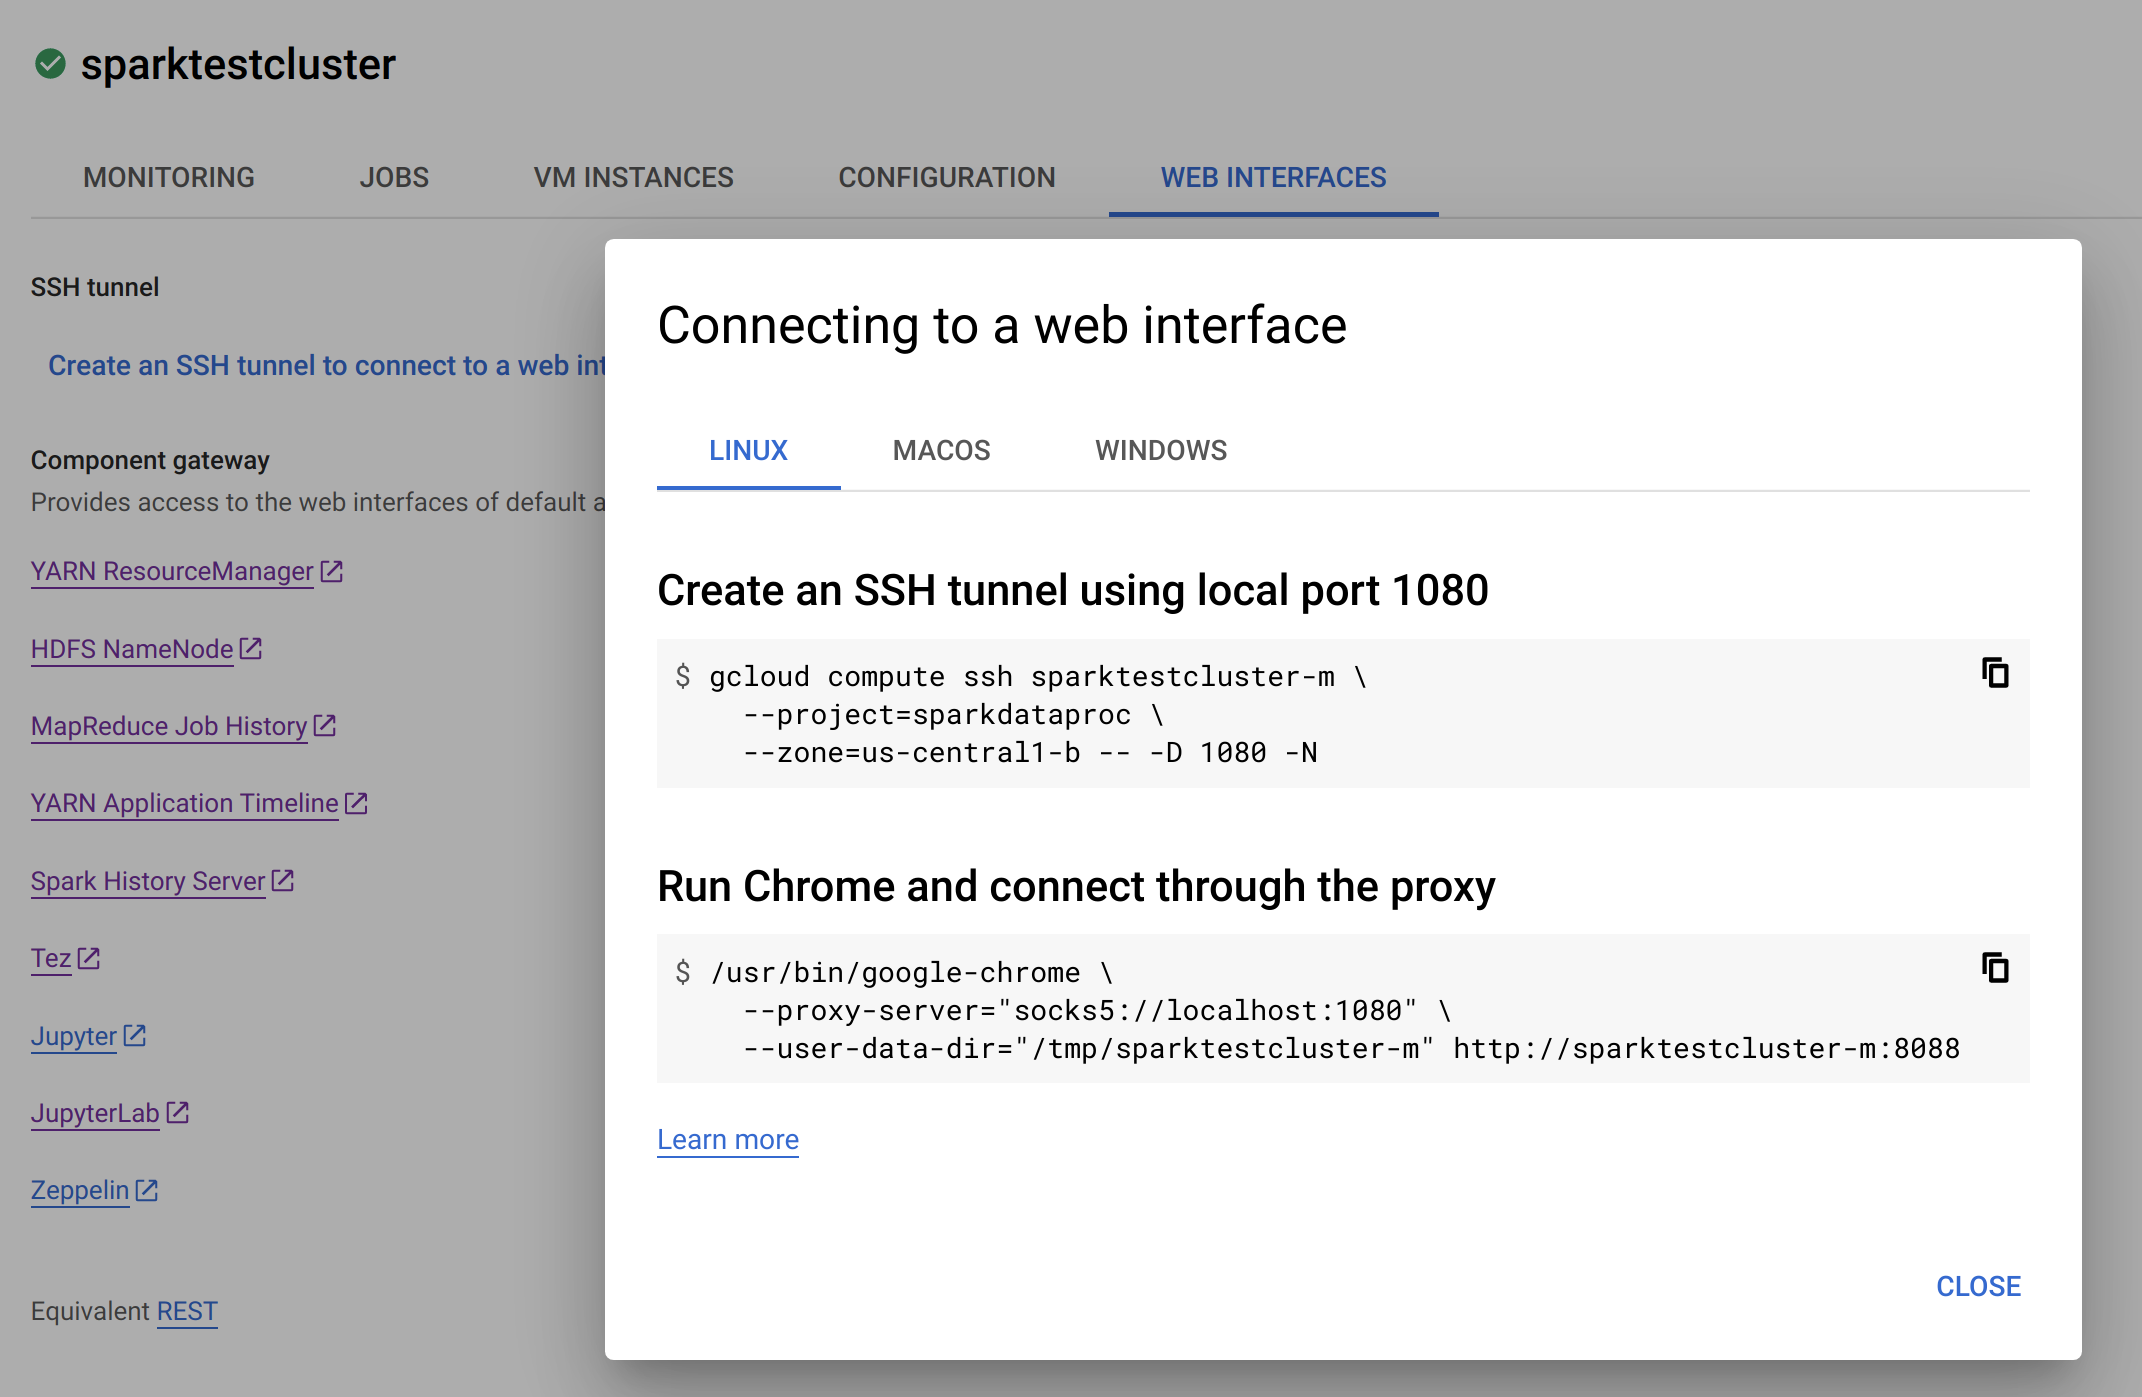 sparktestcluster
MONITORING JOBS VM INSTANCES CONFIGURATION WEB INTERFACES
SSH tunnel
Create an SSH tunnel to connect to a web int
Component gateway
Provides access to the web interfaces of default a
YARN ResourceManager
HDFS NameNode
MapReduce Job History
YARN Application Timeline
Spark History Server
Tez
Jupyter
JupyterLab
Zeppelin
Equivalent REST
Connecting to a web interface
LINUX MACOS WINDOWS
Create an SSH tunnel using local port 1080
$ gcloud compute ssh sparktestcluster-m \
--project=sparkdataproc \
--zone=us-central1-b -- -D 1080 -N
Run Chrome and connect through the proxy
$ /usr/bin/google-chrome \
--proxy-server="socks5://localhost:1080" \
--user-data-dir="/tmp/sparktestcluster-m" http://sparktestcluster-m:8088
Learn more
CLOSE